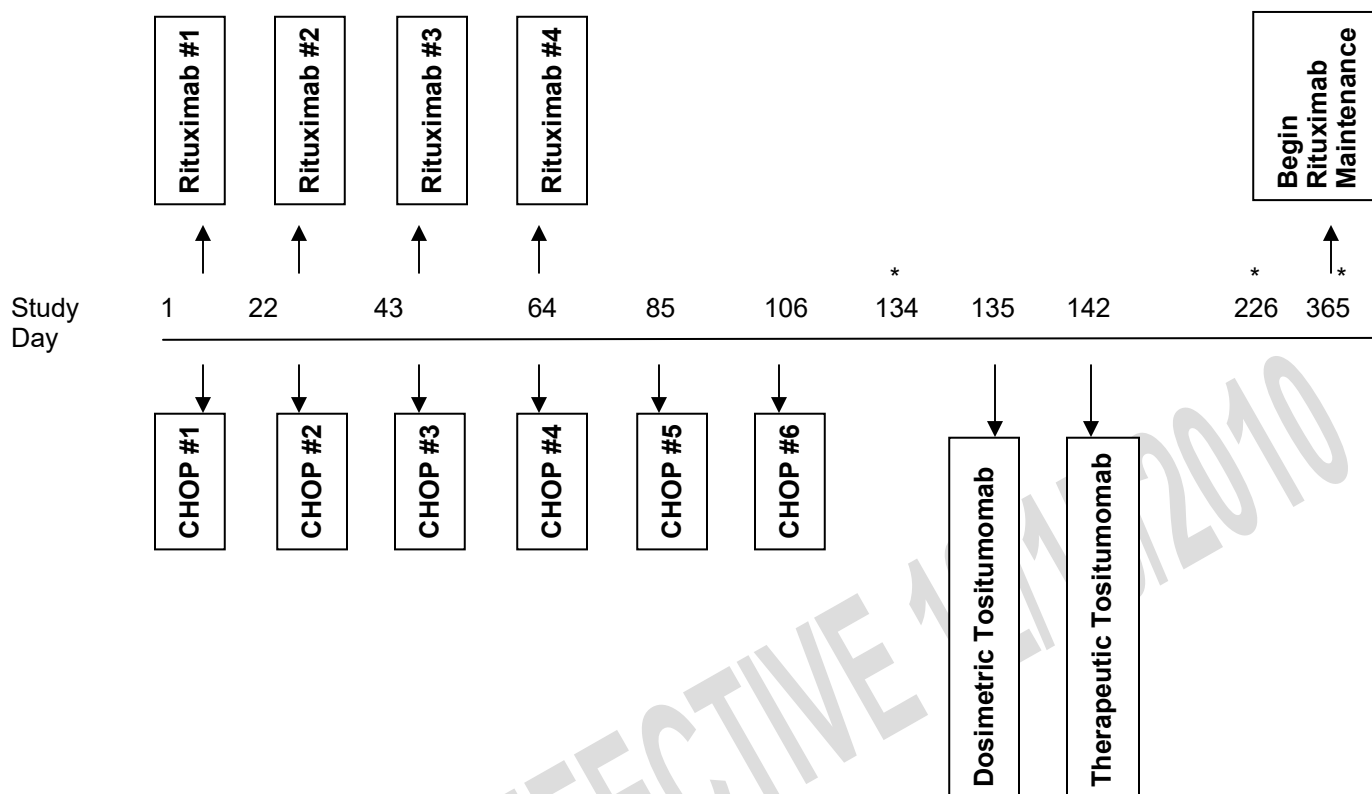 Rituximab #1
Rituximab #2
Rituximab #3
Rituximab #4
Begin
Rituximab
Maintenance
* * *
Study Day 1 22 43 64 85 106 134 135 142 226 365
CHOP #1
CHOP #2
CHOP #3
CHOP #4
CHOP #5
CHOP #6
Dosimetric Tositumomab
Therapeutic Tositumomab